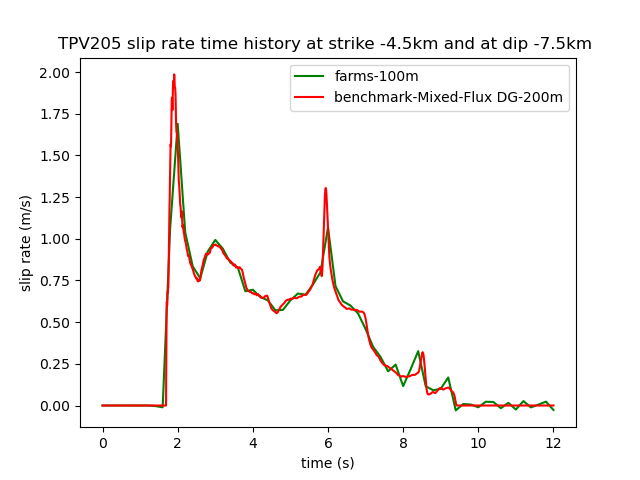 TPV205 slip rate time history at strike -4.5km and at dip -7.5km
farms-100m
benchmark-Mixed-Flux DG-200m
slip rate (m/s)
2.00
1.75
1.50
1.25
1.00
0.75
0.50
0.25
0.00
0 2 4 6 8 10 12
time (s)